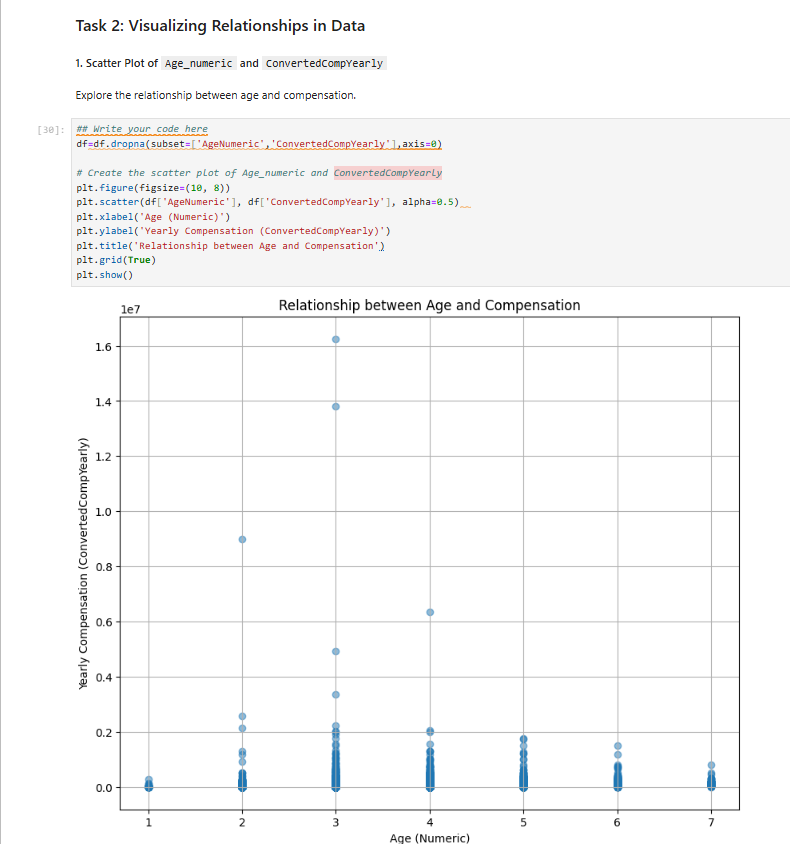 Task 2: Visualizing Relationships in Data
1. Scatter Plot of Age_numeric and ConvertedCompYearly
Explore the relationship between age and compensation.
[30]:
## Write your code here
df=df.dropna(subset=['AgeNumeric','ConvertedCompYearly'],axis=0)
# Create the scatter plot of Age_numeric and ConvertedCompYearly
plt.figure(figsize=(10, 8))
plt.scatter(df['AgeNumeric'], df['ConvertedCompYearly'], alpha=0.5)
plt.xlabel('Age (Numeric)')
plt.ylabel('Yearly Compensation (ConvertedCompYearly)')
plt.title('Relationship between Age and Compensation')
plt.grid(True)
plt.show()
Relationship between Age and Compensation
1e7
1.6
1.4
1.2
1.0
0.8
0.6
0.4
0.2
0.0
Yearly Compensation (ConvertedCompYearly)
1 2 3 4 5 6 7
Age (Numeric)